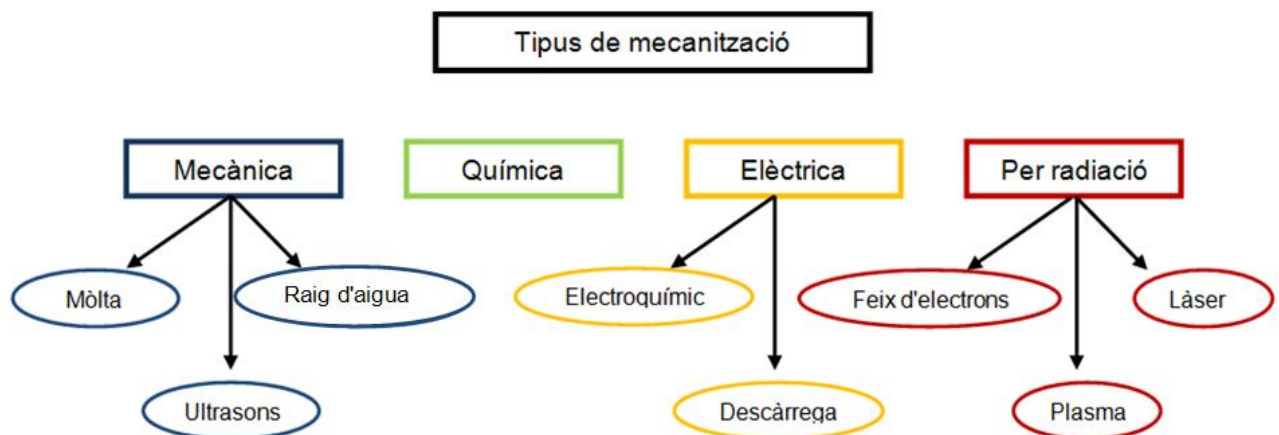 Tipus de mecanització
Mecànica
Química
Elèctrica
Per radiació
Mòlta
Raig d'aigua
Electroquímic
Feix d'electrons
Làser
Ultrasons
Descàrrega
Plasma